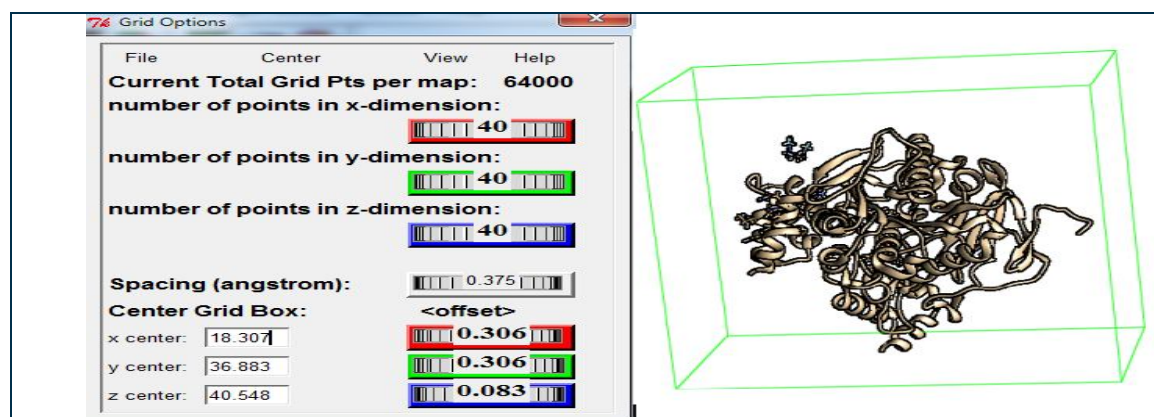 Grid Options
File Center View Help
Current Total Grid Pts per map: 64000
number of points in x-dimension:
40
number of points in y-dimension:
40
number of points in z-dimension:
40
Spacing (angstrom): 0.375
Center Grid Box: <offset>
x center: 18.307 0.306
y center: 36.883 0.306
z center: 40.548 0.083